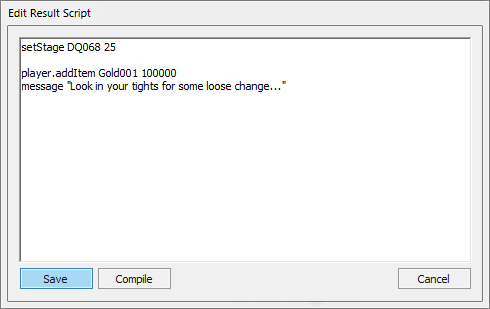 Edit Result Script
setStage DQ068 25
player.addItem Gold001 100000
message "Look in your tights for some loose change..."
Save
Compile
Cancel